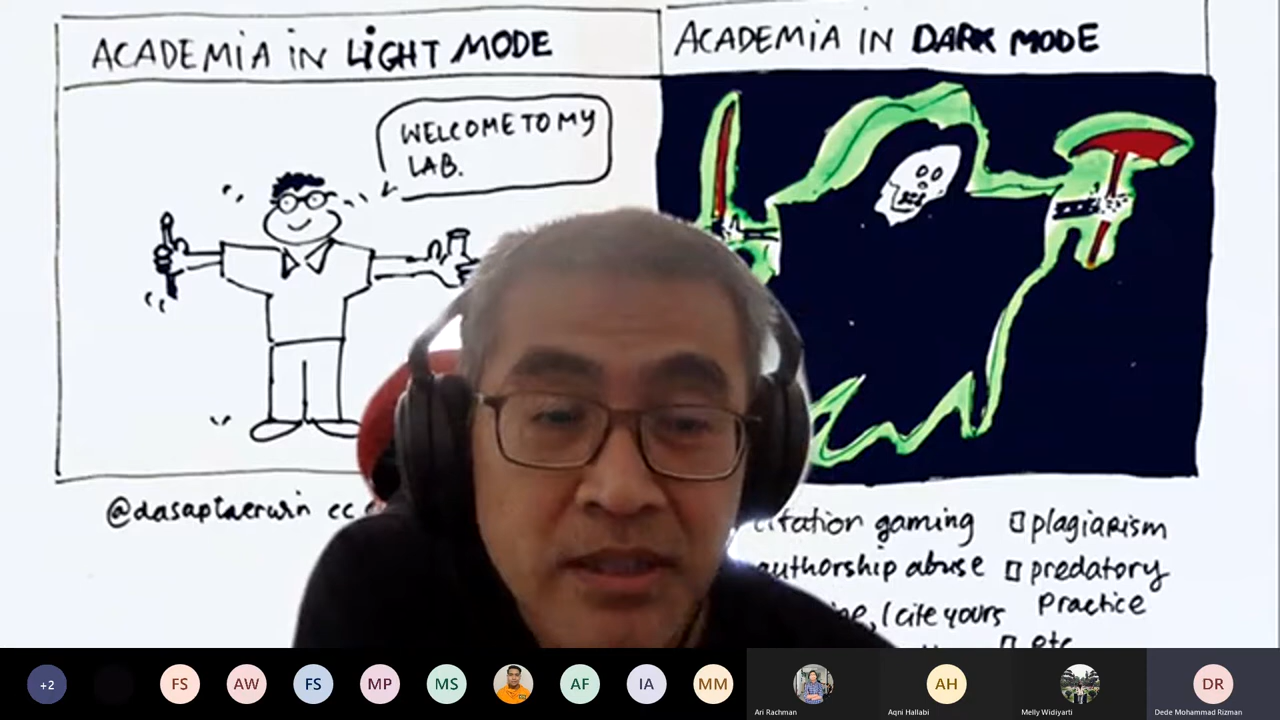 ACADEMIA iN LiGHT MODE
ACADEMiA IN DARK MODE
WELCOME TO MY
LAB.
@dasaptaerwin cc
citation gaming
plagiarism
authorship abuse
predatory
Practice
, I cite yours
etc
+2
FS
AW
FS
MP
MS
AF
IA
MM
AH
DR
Ari Rachman
Aqni Hallabi
Melly Widiyarti
Dede Mohammad Rizman